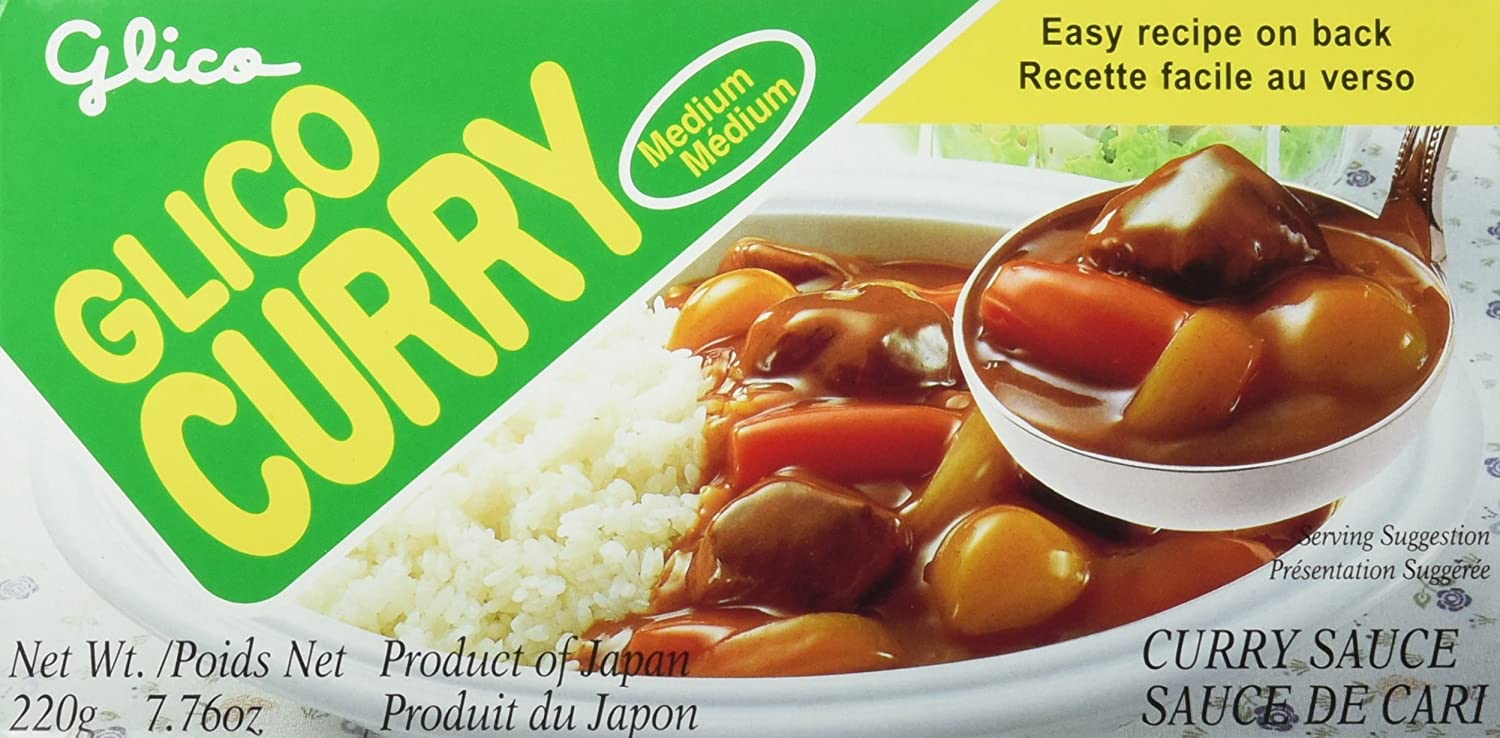 Glico
GLICO
CURRY
Medium
Médium
Easy recipe on back
Recette facile au verso
Serving Suggestion
Présentation Suggérée
Net Wt. /Poids Net
220g 7.76oz
Product of Japan
Produit du Japon
CURRY SAUCE
SAUCE DE CARI